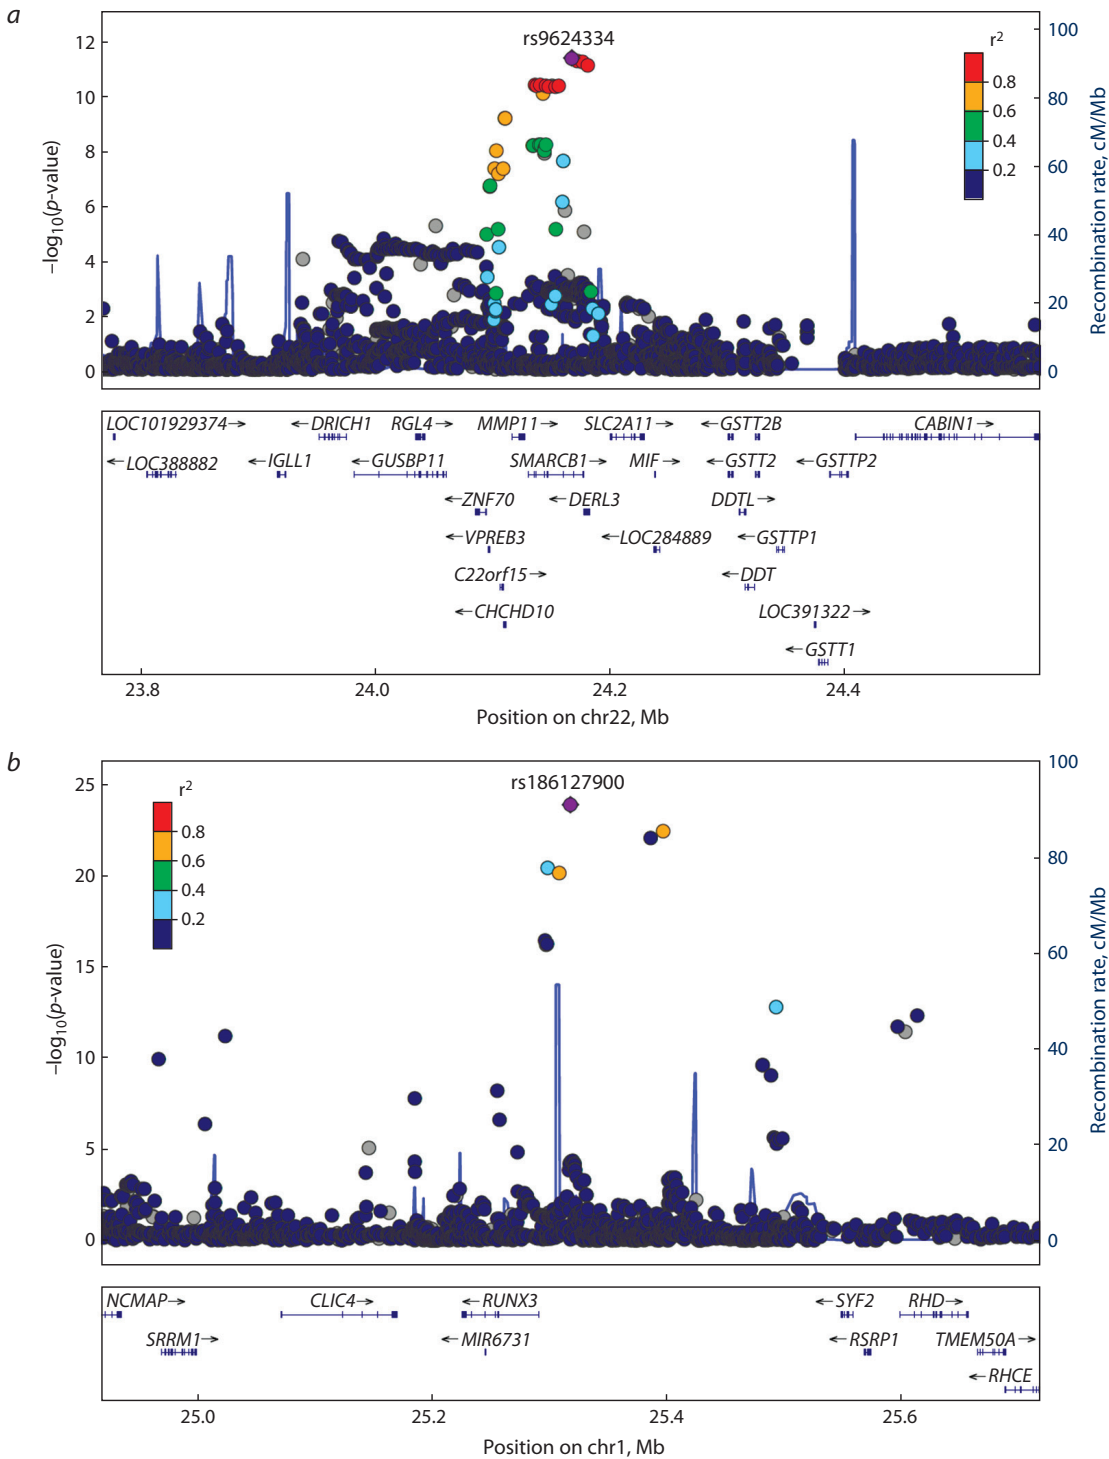 a
rs9624334
r²
0.8
0.6
0.4
0.2
12
10
8
6
4
2
0
−log₁₀(p-value)
100
80
60
40
20
0
Recombination rate, cM/Mb
LOC101929374→ ←DRICH1 RGL4→ MMP11→ SLC2A11→ ←GSTT2B CABIN1→
←LOC388882 ←IGLL1 ←GUSBP11 SMARCB1→ MIF→ ←GSTT2 ←GSTTP2
←ZNF70 ←DERL3 DDTL→
←VPREB3 ←LOC284889 ←GSTTP1
C22orf15→ ←DDT
←CHCHD10 LOC391322→
←GSTT1
23.8 24.0 24.2 24.4
Position on chr22, Mb
b
rs186127900
r²
0.8
0.6
0.4
0.2
25
20
15
10
5
0
−log₁₀(p-value)
100
80
60
40
20
0
Recombination rate, cM/Mb
NCMAP→ CLIC4→ ←RUNX3 ←SYF2 RHD→
SRRM1→ ←MIR6731 ←RSRP1 TMEM50A→
←RHCE
25.0 25.2 25.4 25.6
Position on chr1, Mb